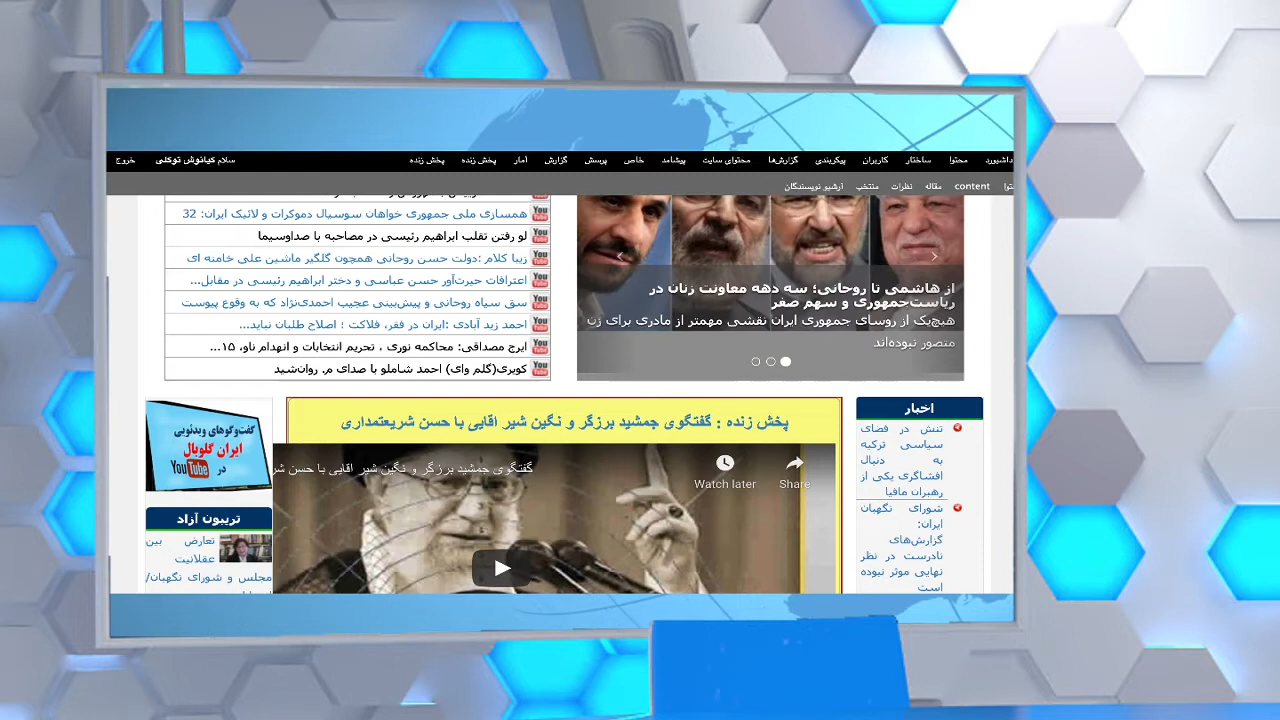 داشبورد محتوا ساختار کاربران پیکربندی گزارش‌ها محتوای سایت پیشامد خاص پرسش گزارش آمار پخش زنده پخش زنده سلام کیانوش توکلی خروج
content مقاله نظرات منتخب آرشیو نویسندگان
همسازی ملی جمهوری خواهان سوسیال دموکرات و لائیک ایران: 32
لو رفتن تقلب ابراهیم رئیسی در مصاحبه با صداوسیما
زیبا کلام :دولت حسن روحانی همچون گلگیر ماشین علی خامنه ای
اعترافات حیرت‌آور حسن عباسی و دختر ابراهیم رئیسی در مقابل...
سق سیاه روحانی و پیش‌بینی عجیب احمدی‌نژاد که به وقوع پیوست
احمد زید آبادی :ایران در فقر، فلاکت ؛ اصلاح طلبان نباید...
ایرج مصداقی: محاکمه نوری ، تحریم انتخابات و انهدام ناو، ۱۵...
کویری(گلم وای) احمد شاملو با صدای م. روان‌شید
از هاشمی تا روحانی؛ سه دهه معاونت زنان در
ریاست‌جمهوری و سهم صفر
هیچ‌یک از روسای جمهوری ایران نقشی مهمتر از مادری برای زن
متصور نبوده‌اند
اخبار
تنش در فضای
سیاسی ترکیه
به دنبال
افشاگری یکی از
رهبران مافیا
شورای نگهبان
ایران:
گزارش‌های
نادرست در نظر
نهایی موثر نبوده
است
پخش زنده : گفتگوی جمشید برزگر و نگین شیر اقایی با حسن شریعتمداری
گفتگوی جمشید برزگر و نگین شیر اقایی با حسن شر
Watch later
Share
گفت‌وگوهای ویدئویی
ایران گلوبال
در YouTube
تریبون آزاد
تعارض بین
عقلانیت
مجلس و شورای نگهبان/